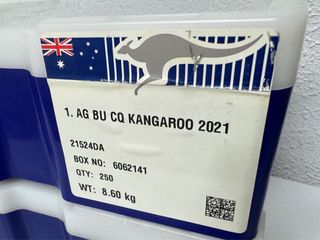 1. AG BU CQ KANGAROO 2021
21524DA
BOX NO: 6062141
QTY: 250
WT: 8.60 kg